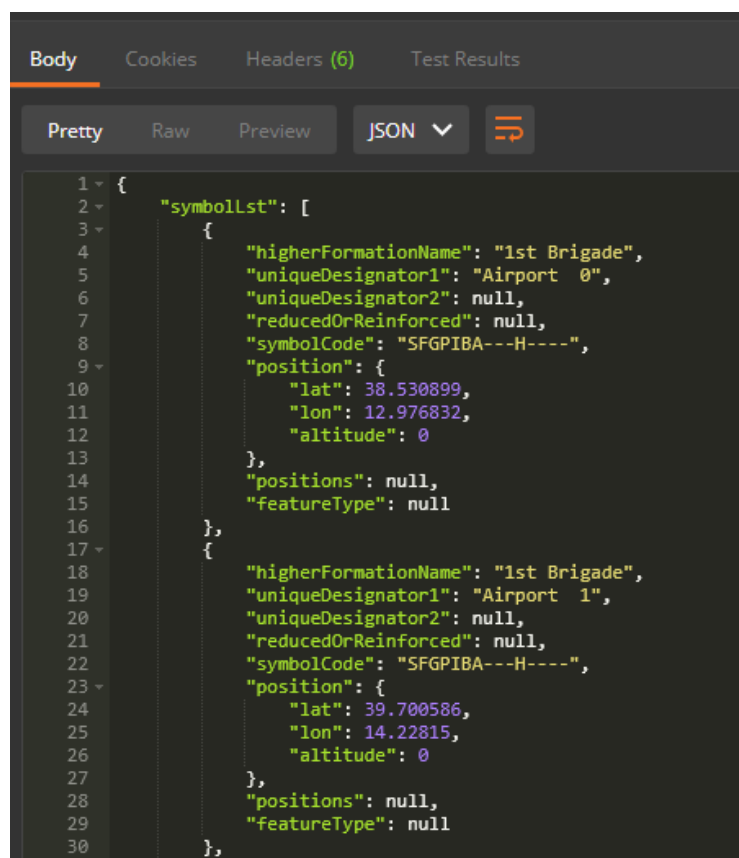 Body Cookies Headers (6) Test Results
Pretty Raw Preview JSON
1 {
2 "symbolLst": [
3 {
4 "higherFormationName": "1st Brigade",
5 "uniqueDesignator1": "Airport  0",
6 "uniqueDesignator2": null,
7 "reducedOrReinforced": null,
8 "symbolCode": "SFGPIBA---H----",
9 "position": {
10 "lat": 38.530899,
11 "lon": 12.976832,
12 "altitude": 0
13 },
14 "positions": null,
15 "featureType": null
16 },
17 {
18 "higherFormationName": "1st Brigade",
19 "uniqueDesignator1": "Airport  1",
20 "uniqueDesignator2": null,
21 "reducedOrReinforced": null,
22 "symbolCode": "SFGPIBA---H----",
23 "position": {
24 "lat": 39.700586,
25 "lon": 14.22815,
26 "altitude": 0
27 },
28 "positions": null,
29 "featureType": null
30 },